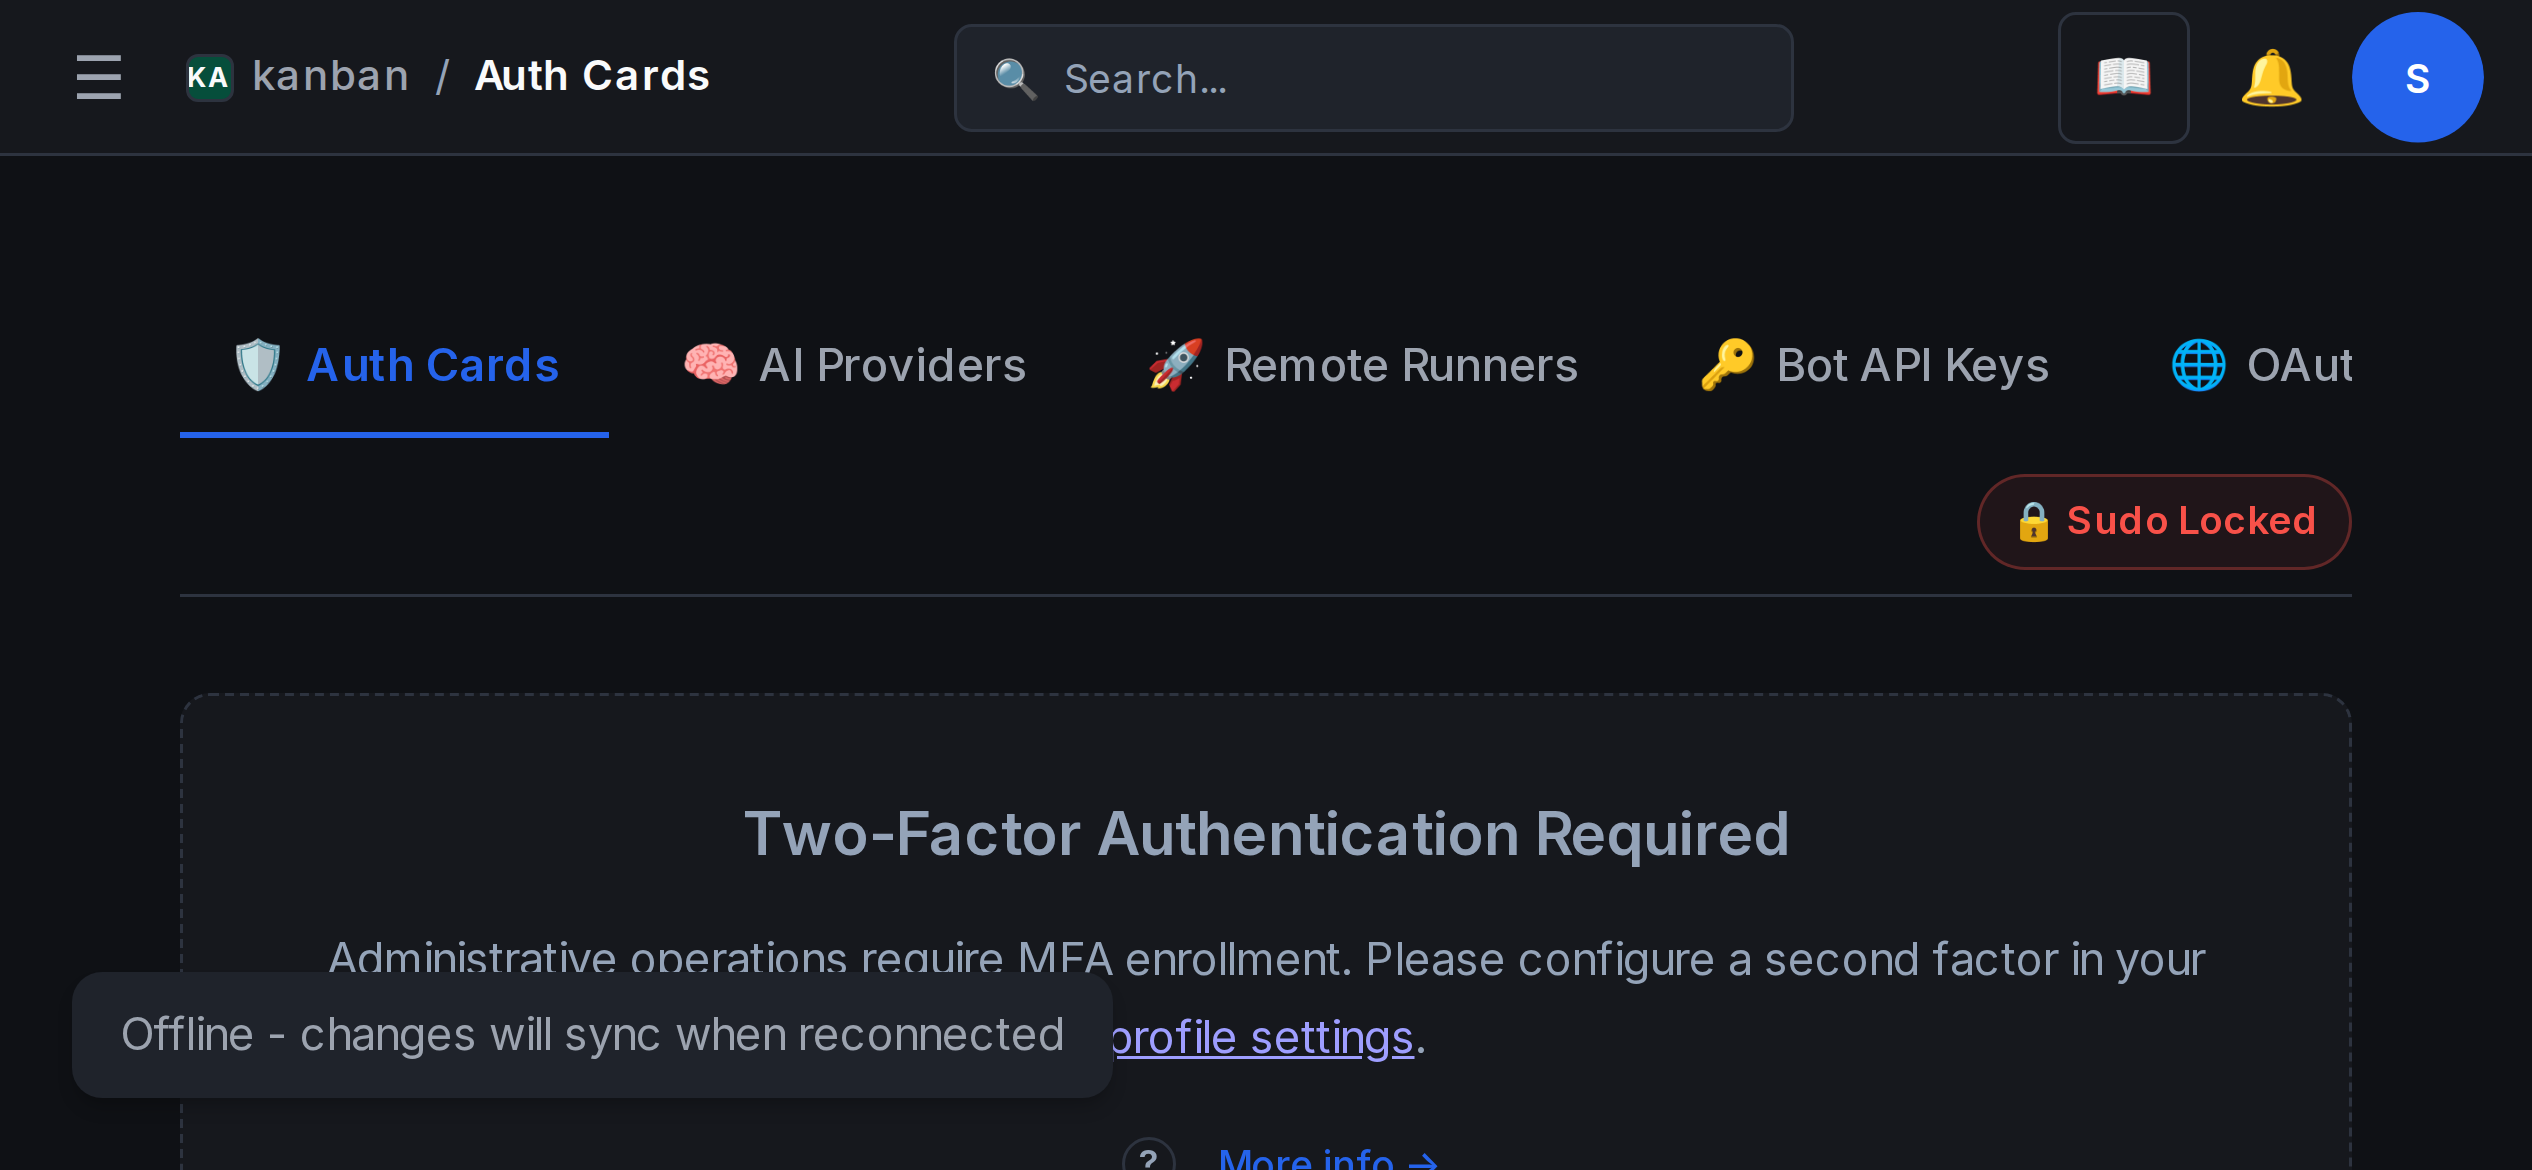 KA kanban / Auth Cards
Search...
S
Auth Cards
AI Providers
Remote Runners
Bot API Keys
OAut
Sudo Locked
Two-Factor Authentication Required
Administrative operations require MFA enrollment. Please configure a second factor in your
profile settings.
Offline - changes will sync when reconnected
? More info →